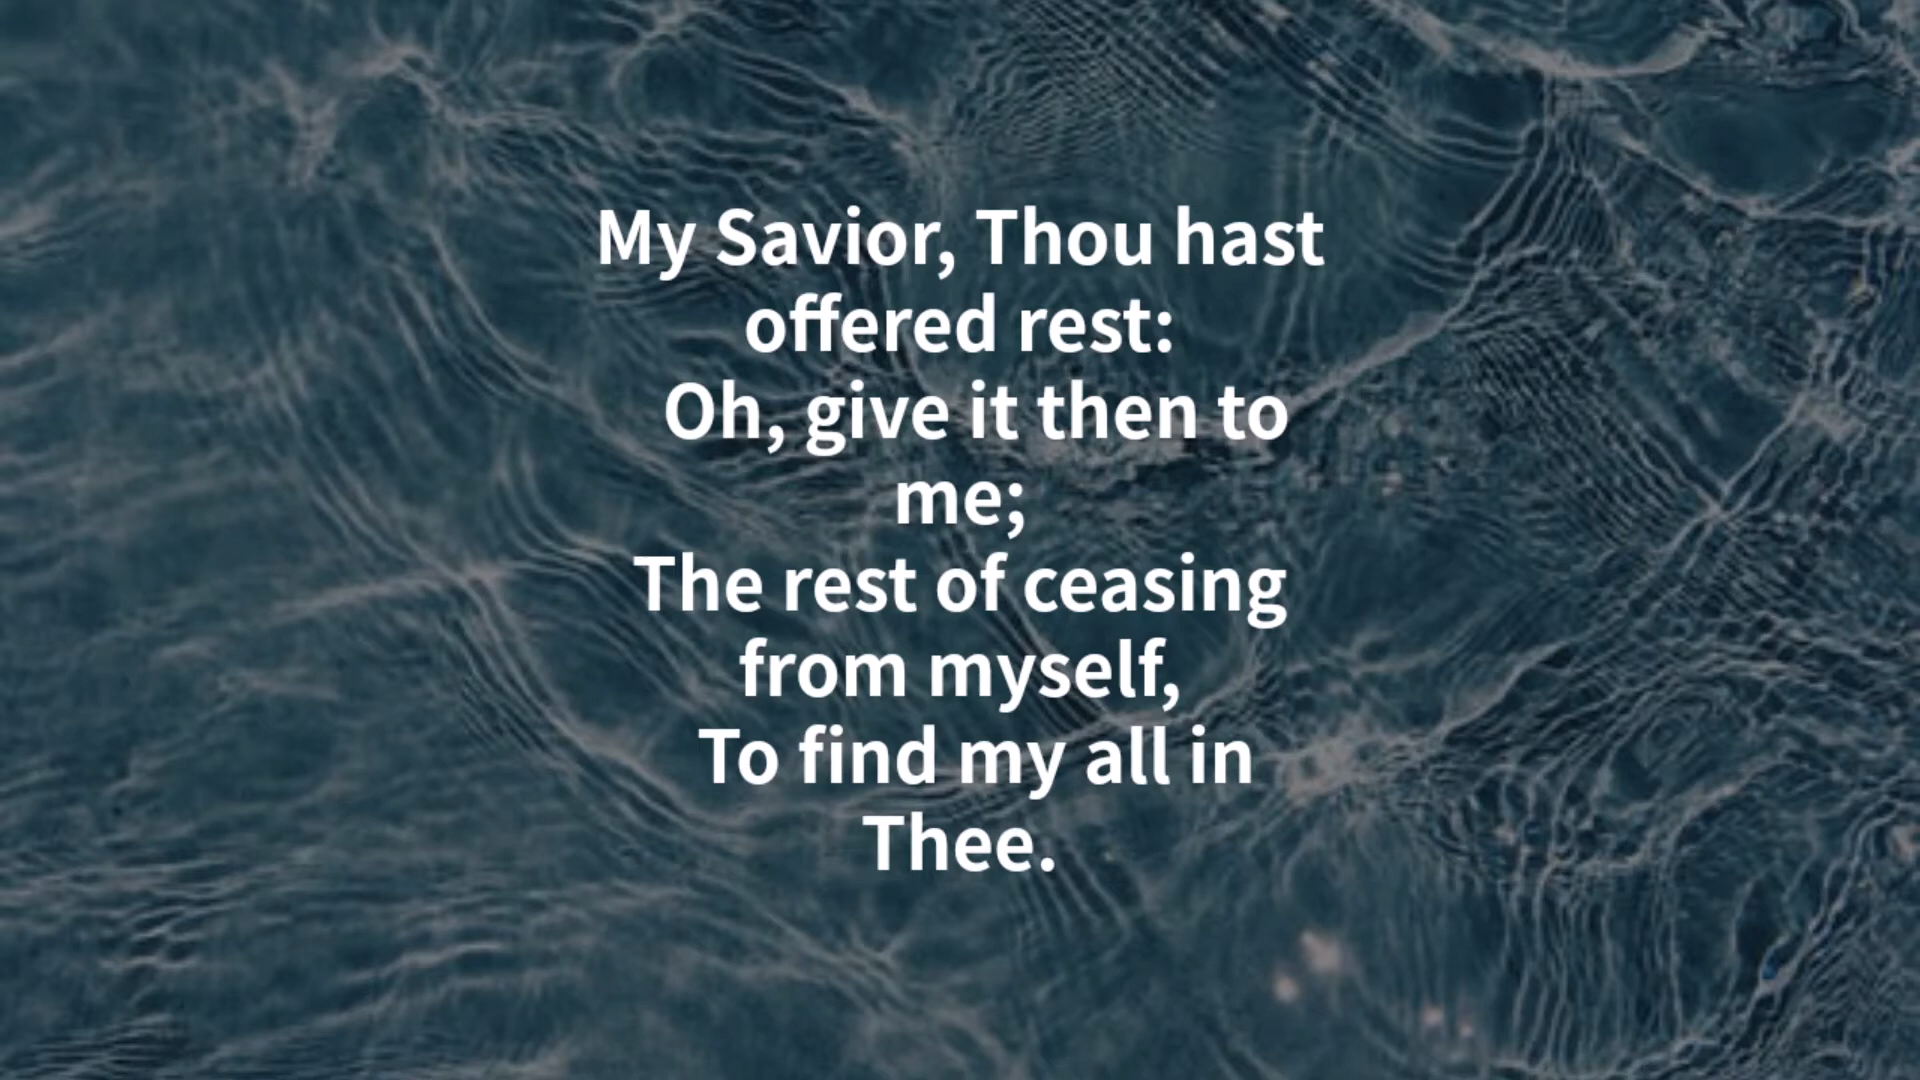 My Savior, Thou hast
offered rest:
Oh, give it then to
me;
The rest of ceasing
from myself,
To find my all in
Thee.